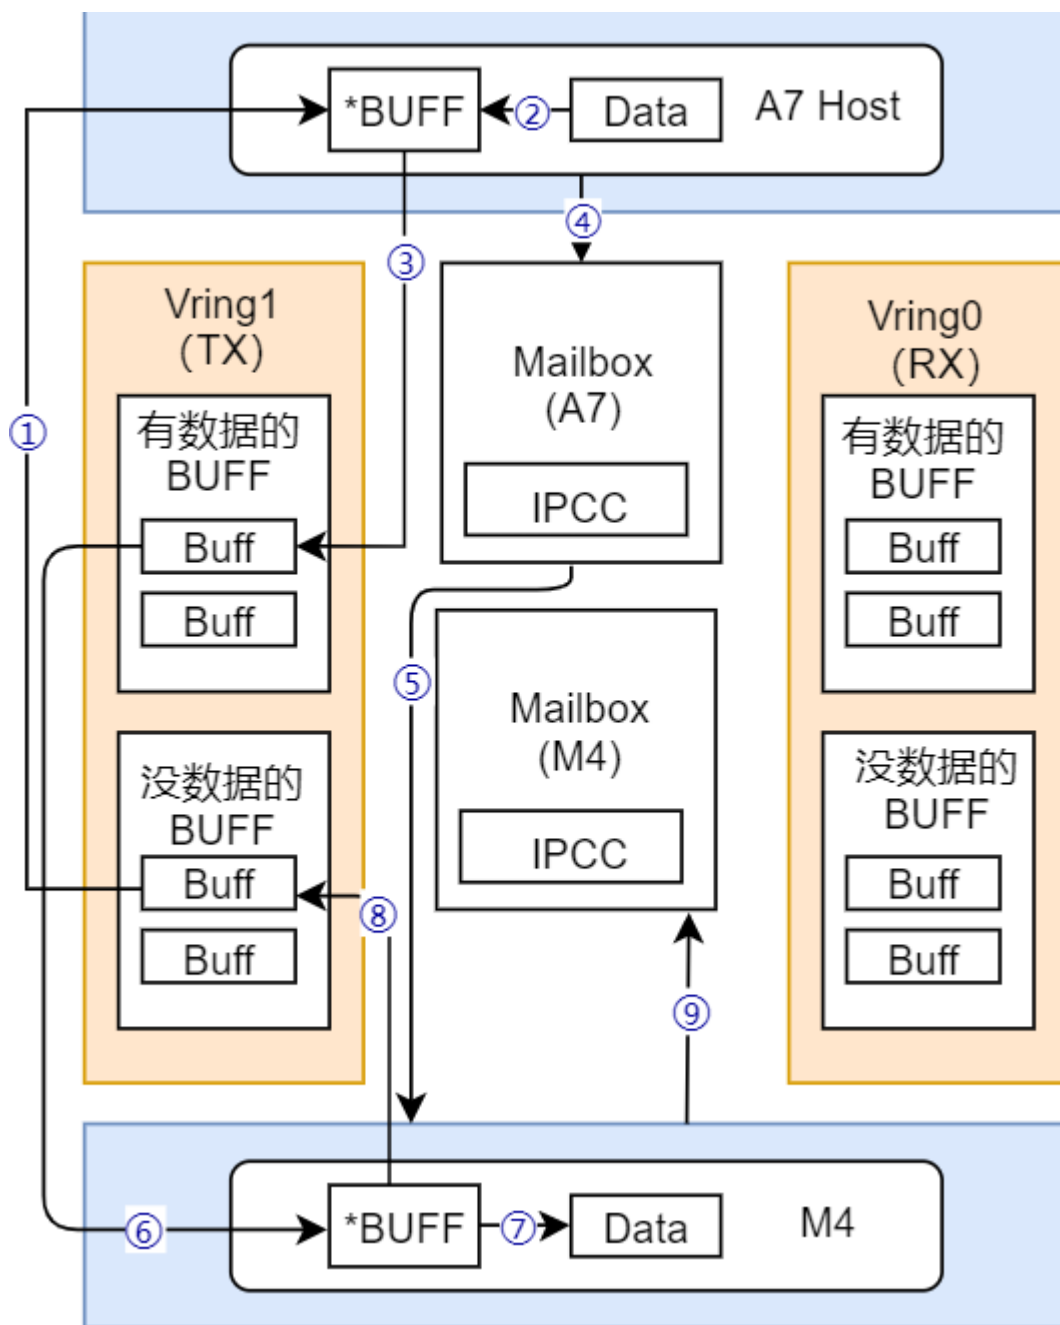 *BUFF
②
Data
A7 Host
④
③
Vring1
(TX)
Mailbox
(A7)
Vring0
(RX)
①
有数据的
BUFF
有数据的
BUFF
IPCC
Buff
Buff
Buff
Buff
⑤
Mailbox
(M4)
没数据的
BUFF
没数据的
BUFF
IPCC
Buff
Buff
⑧
Buff
Buff
⑨
⑥
*BUFF
⑦
Data
M4